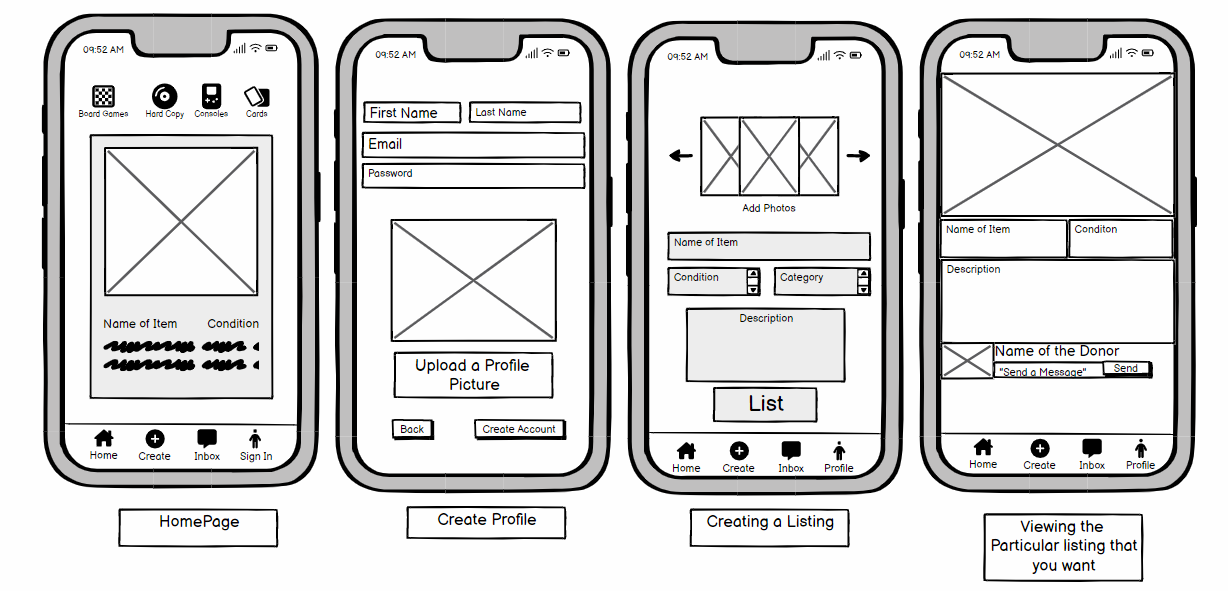 09:52 AM
Board Games Hard Copy Consoles Cards
Name of Item Condition
Home Create Inbox Sign In
HomePage
09:52 AM
First Name Last Name
Email
Password
Upload a Profile
Picture
Back Create Account
Create Profile
09:52 AM
Add Photos
Name of Item
Condition Category
Description
List
Home Create Inbox Profile
Creating a Listing
09:52 AM
Name of Item Conditon
Description
Name of the Donor
"Send a Message" Send
Home Create Inbox Profile
Viewing the
Particular listing that
you want